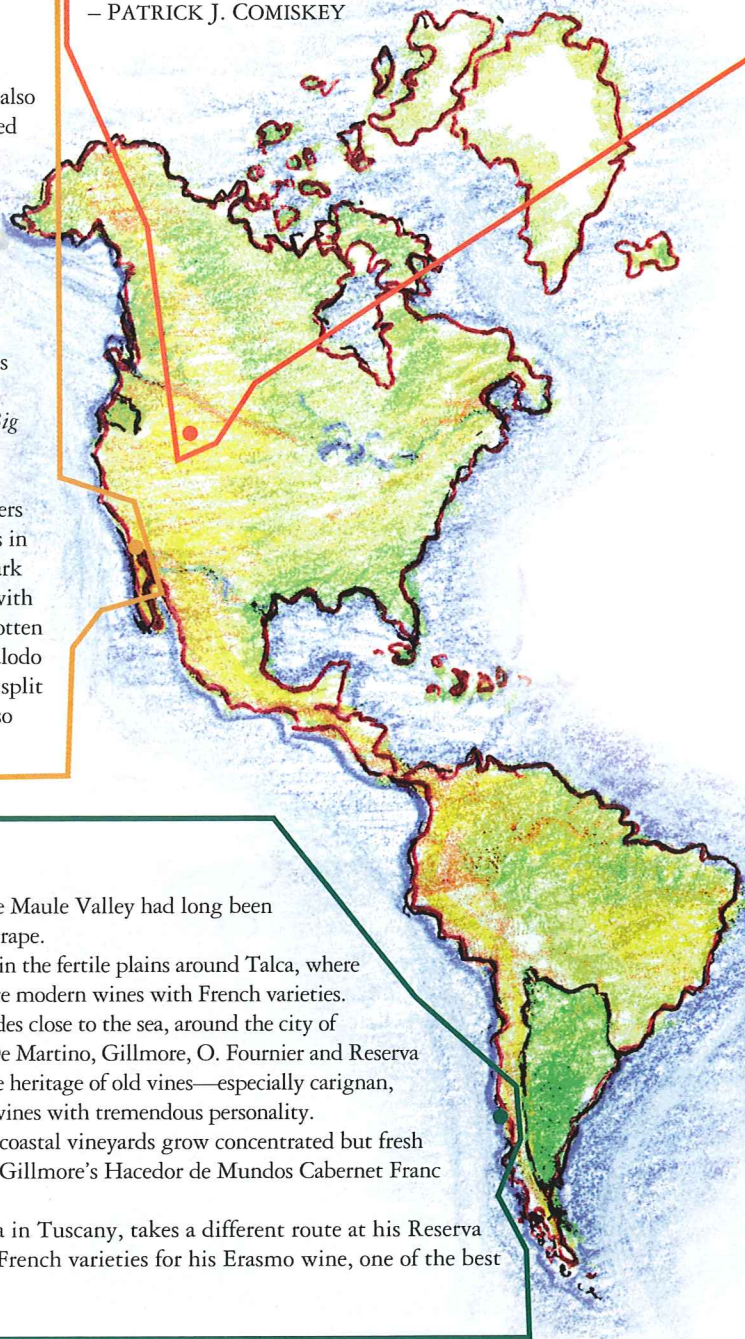 – PATRICK J. COMISKEY
also
ed
s
ig
ers
s in
ark
with
otten
lodo
split
so
e Maule Valley had long been
rape.
in the fertile plains around Talca, where
re modern wines with French varieties.
des close to the sea, around the city of
De Martino, Gillmore, O. Fournier and Reserva
e heritage of old vines—especially carignan,
wines with tremendous personality.
coastal vineyards grow concentrated but fresh
Gillmore's Hacedor de Mundos Cabernet Franc
a in Tuscany, takes a different route at his Reserva
French varieties for his Erasmo wine, one of the best